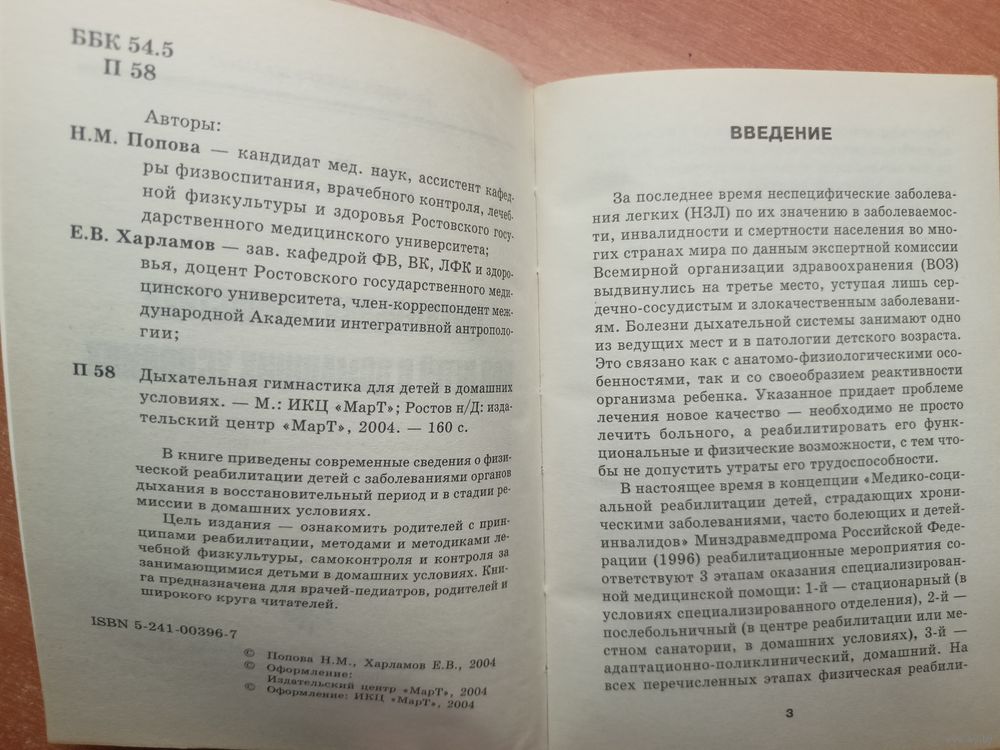 ББК 54.5
П 58
Авторы:
Н.М. Попова — кандидат мед. наук, ассистент кафед-
ры физвоспитания, врачебного контроля, лечеб-
ной физкультуры и здоровья Ростовского госу-
дарственного медицинского университета;
Е.В. Харламов — зав. кафедрой ФВ, ВК, ЛФК и здоро-
вья, доцент Ростовского государственного меди-
цинского университета, член-корреспондент меж-
дународной Академии интегративной антрополо-
гии;
П 58 Дыхательная гимнастика для детей в домашних
условиях. — М.: ИКЦ «МарТ»; Ростов н/Д: изда-
тельский центр «МарТ», 2004. — 160 с.
В книге приведены современные сведения о физи-
ческой реабилитации детей с заболеваниями органов
дыхания в восстановительный период и в стадии ре-
миссии в домашних условиях.
Цель издания — ознакомить родителей с прин-
ципами реабилитации, методами и методиками ле-
чебной физкультуры, самоконтроля и контроля за
занимающимися детьми в домашних условиях. Кни-
га предназначена для врачей-педиатров, родителей и
широкого круга читателей.
ISBN 5-241-00396-7
© Попова Н.М., Харламов Е.В., 2004
© Оформление:
Издательский центр «МарТ», 2004
© Оформление: ИКЦ «МарТ», 2004
ВВЕДЕНИЕ
За последнее время неспецифические заболева-
ния легких (НЗЛ) по их значению в заболеваемос-
ти, инвалидности и смертности населения во мно-
гих странах мира по данным экспертной комиссии
Всемирной организации здравоохранения (ВОЗ)
выдвинулись на третье место, уступая лишь сер-
дечно-сосудистым и злокачественным заболевани-
ям. Болезни дыхательной системы занимают одно
из ведущих мест и в патологии детского возраста.
Это связано как с анатомо-физиологическими осо-
бенностями, так и со своеобразием реактивности
организма ребенка. Указанное придает проблеме
лечения новое качество — необходимо не просто
лечить больного, а реабилитировать его функ-
циональные и физические возможности, с тем что-
бы не допустить утраты его трудоспособности.
В настоящее время в концепции «Медико-соци-
альной реабилитации детей, страдающих хрони-
ческими заболеваниями, часто болеющих и детей-
инвалидов» Минздравмедпрома Российской Феде-
рации (1996) реабилитационные мероприятия со-
ответствуют 3 этапам оказания специализирован-
ной медицинской помощи: 1-й — стационарный (в
условиях специализированного отделения), 2-й —
послебольничный (в центре реабилитации или ме-
стном санатории, в домашних условиях), 3-й —
адаптационно-поликлинический, домашний. На
всех перечисленных этапах физическая реабили-
3